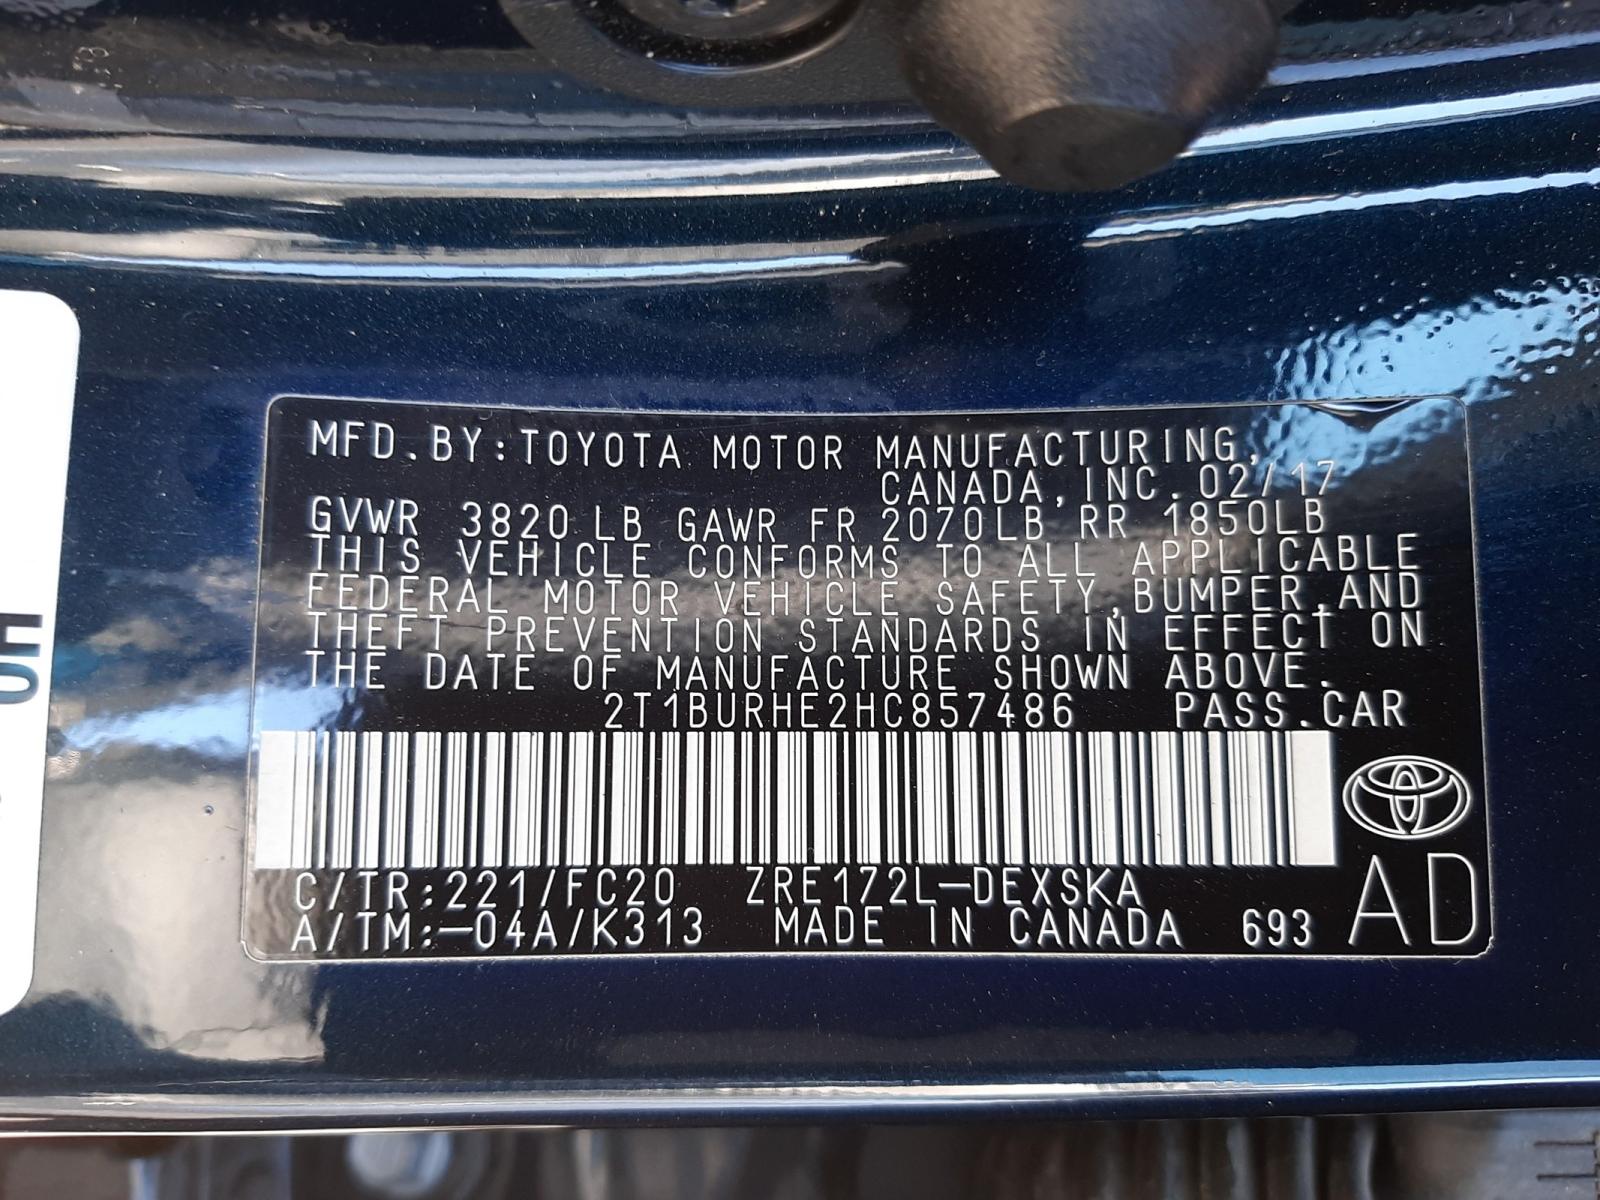 MFD.BY:TOYOTA MOTOR MANUFACTURING,
CANADA,INC.02/17
GVWR 3820 LB GAWR FR 2070LB RR 1850LB
THIS VEHICLE CONFORMS TO ALL APPLICABLE
FEDERAL MOTOR VEHICLE SAFETY,BUMPER,AND
THEFT PREVENTION STANDARDS IN EFFECT ON
THE DATE OF MANUFACTURE SHOWN ABOVE.
2T1BURHE2HC857486 PASS.CAR
C/TR:221/FC20 ZRE172L-DEXSKA
A/TM:-04A/K313 MADE IN CANADA 693 AD